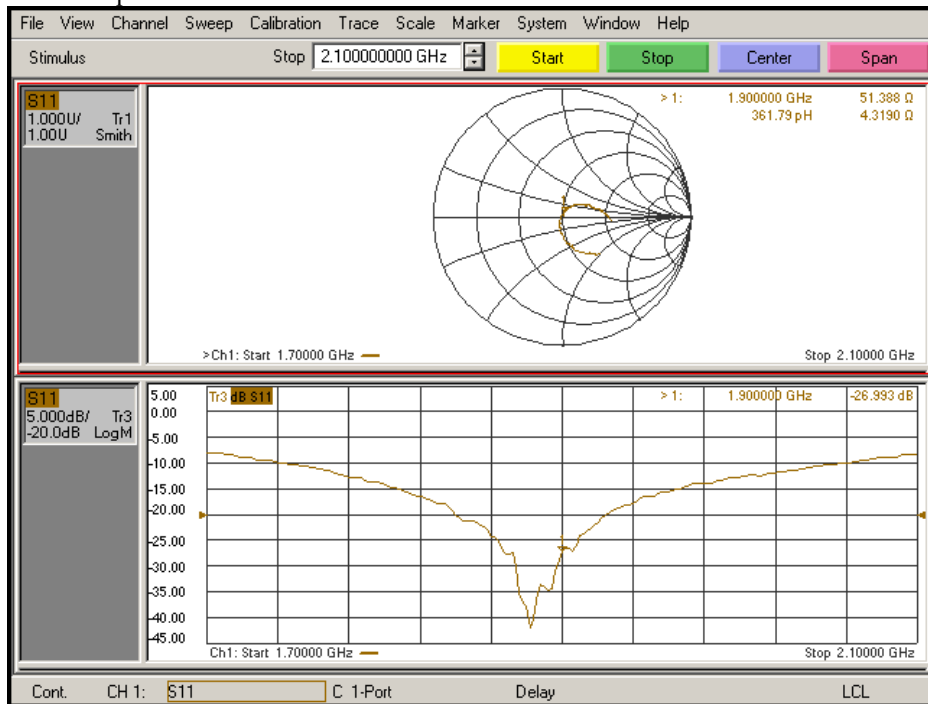 File View Channel Sweep Calibration Trace Scale Marker System Window Help
Stimulus Stop 2.100000000 GHz Start Stop Center Span
S11
1.000U/ Tr1
1.00U Smith
> 1: 1.900000 GHz 51.388 Ω
361.79 pH 4.3190 Ω
>Ch1: Start 1.70000 GHz Stop 2.10000 GHz
S11
5.000dB/ Tr3
-20.0dB LogM
5.00
0.00
-5.00
-10.00
-15.00
-20.00
-25.00
-30.00
-35.00
-40.00
-45.00
Tr3 dB S11 > 1: 1.900000 GHz -26.993 dB
Ch1: Start 1.70000 GHz Stop 2.10000 GHz
Cont. CH 1: S11 C 1-Port Delay LCL